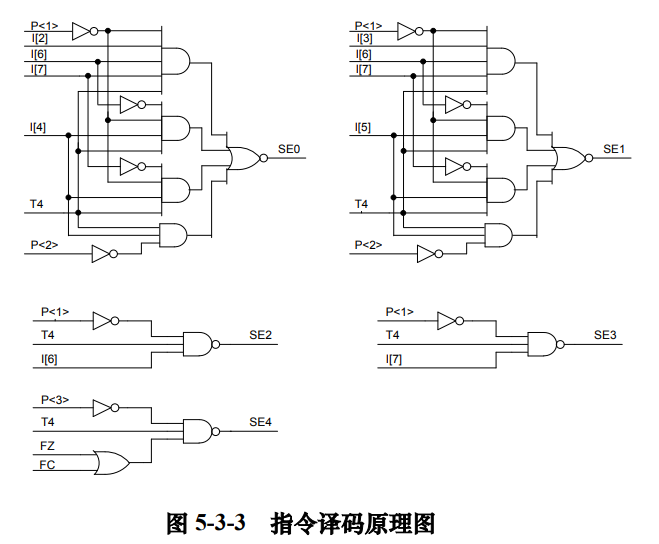 P<1>
I[2]
I[6]
I[7]
I[4]
SE0
T4
P<2>
P<1>
I[3]
I[6]
I[7]
I[5]
SE1
T4
P<2>
P<1>
T4
SE2
I[6]
P<1>
T4
SE3
I[7]
P<3>
T4
SE4
FZ
FC
图 5-3-3 指令译码原理图